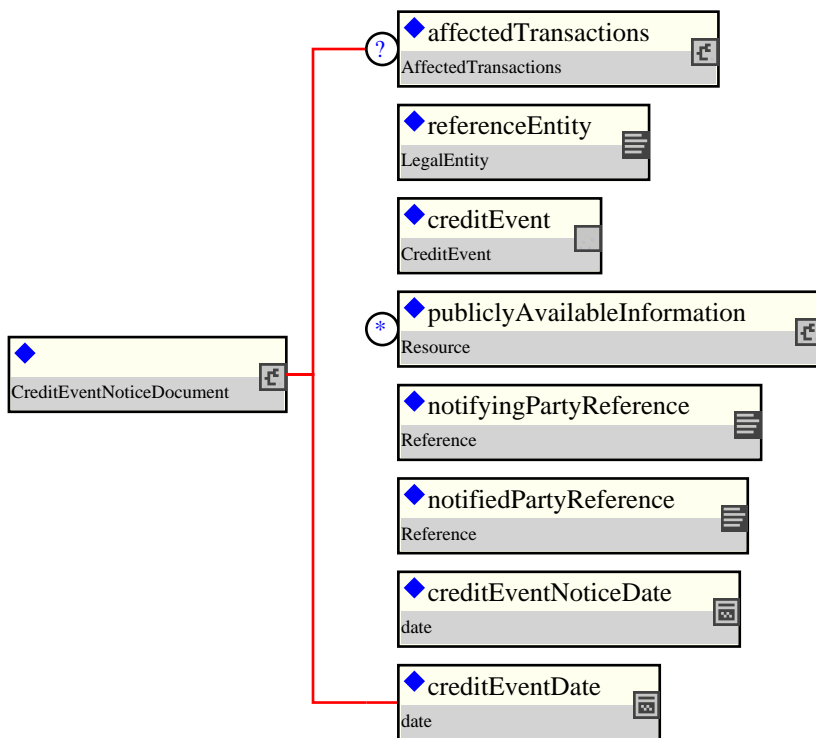 affectedTransactions
?
AffectedTransactions
referenceEntity
LegalEntity
creditEvent
CreditEvent
publiclyAvailableInformation
*
Resource
CreditEventNoticeDocument
notifyingPartyReference
Reference
notifiedPartyReference
Reference
creditEventNoticeDate
date
creditEventDate
date